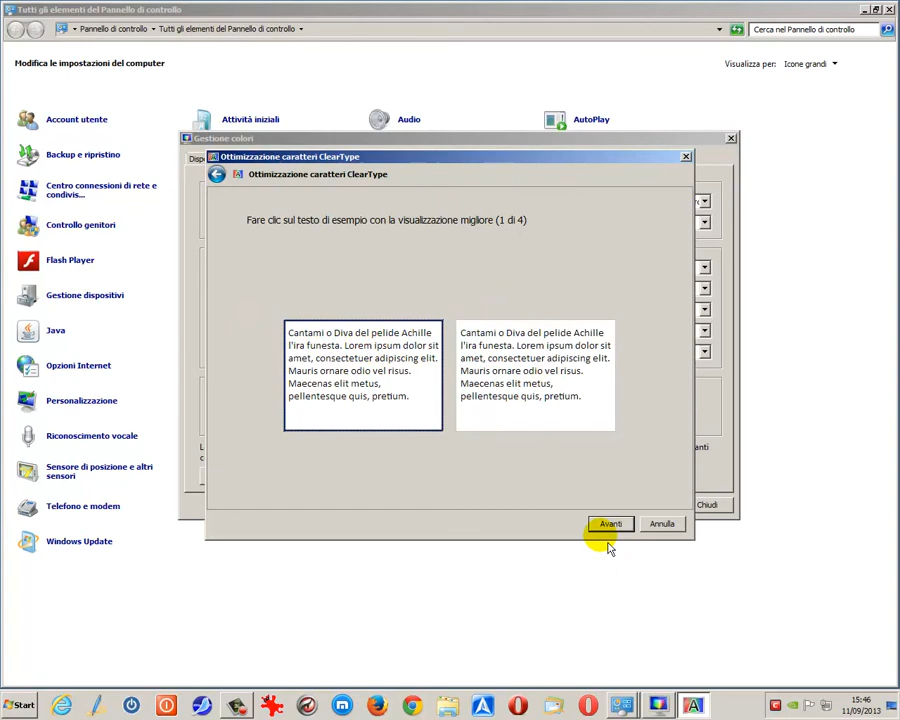 Tutti gli elementi del Pannello di controllo
Pannello di controllo
Tutti gli elementi del Pannello di controllo
Cerca nel Pannello di controllo
Modifica le impostazioni del computer
Visualizza per: Icone grandi
Account utente
Attività iniziali
Audio
AutoPlay
Backup e ripristino
Centro connessioni di rete e
condivis...
Controllo genitori
Flash Player
Gestione dispositivi
Java
Opzioni Internet
Personalizzazione
Riconoscimento vocale
Sensore di posizione e altri
sensori
Telefono e modem
Windows Update
Gestione colori
Dispo
Chiudi
Ottimizzazione caratteri ClearType
Ottimizzazione caratteri ClearType
Fare clic sul testo di esempio con la visualizzazione migliore (1 di 4)
Cantami o Diva del pelide Achille
l'ira funesta. Lorem ipsum dolor sit
amet, consectetuer adipiscing elit.
Mauris ornare odio vel risus.
Maecenas elit metus,
pellentesque quis, pretium.
Cantami o Diva del pelide Achille
l'ira funesta. Lorem ipsum dolor sit
amet, consectetuer adipiscing elit.
Mauris ornare odio vel risus.
Maecenas elit metus,
pellentesque quis, pretium.
Avanti
Annulla
Start
15:46
11/09/2013